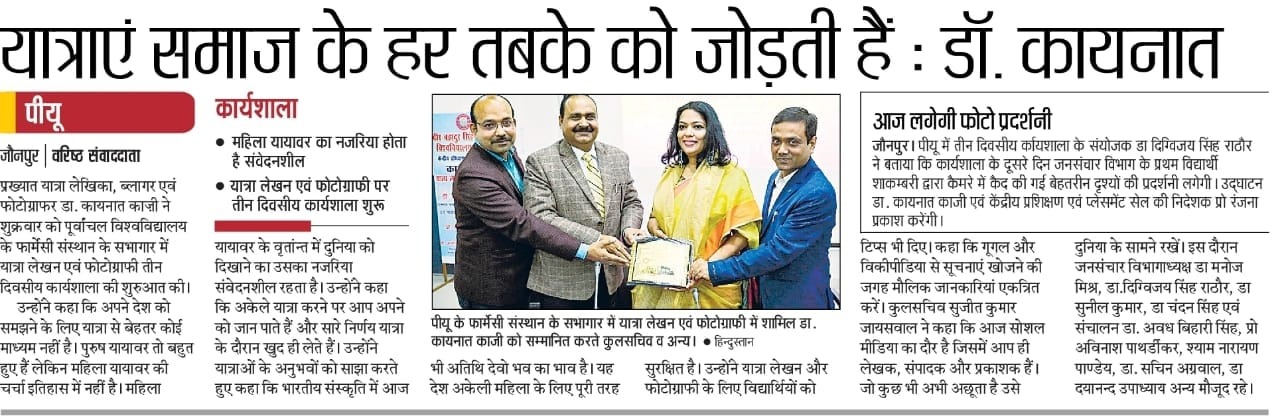 यात्राएं समाज के हर तबके को जोड़ती हैं : डॉ. कायनात
पीयू
जौनपुर | वरिष्ठ संवाददाता
प्रख्यात यात्रा लेखिका, ब्लागर एवं
फोटोग्राफर डा. कायनात काजी ने
शुक्रवार को पूर्वांचल विश्वविद्यालय
के फार्मेसी संस्थान के सभागार में
यात्रा लेखन एवं फोटोग्राफी तीन
दिवसीय कार्यशाला की शुरुआत की।
उन्होंने कहा कि अपने देश को
समझने के लिए यात्रा से बेहतर कोई
माध्यम नहीं है। पुरुष यायावर तो बहुत
हुए हैं लेकिन महिला यायावर की
चर्चा इतिहास में नहीं है। महिला
कार्यशाला
• महिला यायावर का नजरिया होता
है संवेदनशील
• यात्रा लेखन एवं फोटोग्राफी पर
तीन दिवसीय कार्यशाला शुरू
यायावर के वृतांन्त में दुनिया को
दिखाने का उसका नजरिया
संवेदनशील रहता है। उन्होंने कहा
कि अकेले यात्रा करने पर आप अपने
को जान पाते हैं और सारे निर्णय यात्रा
के दौरान खुद ही लेते हैं। उन्होंने
यात्राओं के अनुभवों को साझा करते
हुए कहा कि भारतीय संस्कृति में आज
पीयू के फार्मेसी संस्थान के सभागार में यात्रा लेखन एवं फोटोग्राफी में शामिल डा.
कायनात काजी को सम्मानित करते कुलसचिव व अन्य। • हिन्दुस्तान
भी अतिथि देवो भव का भाव है। यह
देश अकेली महिला के लिए पूरी तरह
सुरक्षित है। उन्होंने यात्रा लेखन और
फोटोग्राफी के लिए विद्यार्थियों को
आज लगेगी फोटो प्रदर्शनी
जौनपुर। पीयू में तीन दिवसीय र्कायशाला के संयोजक डा दिग्विजय सिंह राठौर
ने बताया कि कार्यशाला के दूसरे दिन जनसंचार विभाग के प्रथम विद्यार्थी
शाकम्बरी द्वारा कैमरे में कैद की गई बेहतरीन दृश्यों की प्रदर्शनी लगेगी। उद्घाटन
डा. कायनात काजी एवं केंद्रीय प्रशिक्षण एवं प्लेसमेंट सेल की निदेशक प्रो रंजना
प्रकाश करेंगी।
टिप्स भी दिए। कहा कि गूगल और
विकीपीडिया से सूचनाएं खोजने की
जगह मौलिक जानकारियां एकत्रित
करें। कुलसचिव सुजीत कुमार
जायसवाल ने कहा कि आज सोशल
मीडिया का दौर है जिसमें आप ही
लेखक, संपादक और प्रकाशक हैं।
जो कुछ भी अभी अछूता है उसे
दुनिया के सामने रखें। इस दौरान
जनसंचार विभागाध्यक्ष डा मनोज
मिश्र, डा.दिग्विजय सिंह राठौर, डा
सुनील कुमार, डा चंदन सिंह एवं
संचालन डा. अवध बिहारी सिंह, प्रो
अविनाश पाथर्डीकर, श्याम नारायण
पाण्डेय, डा. सचिन अग्रवाल, डा
दयानन्द उपाध्याय अन्य मौजूद रहे।